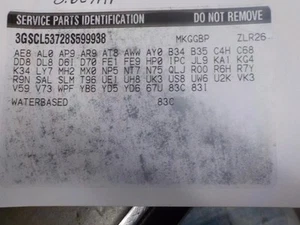 SERVICE PARTS IDENTIFICATION DO NOT REMOVE
3GSCL53728S599938 MKGGBP ZLR26
AE8 AL0 AP9 AR9 AT8 AWW AY0 B34 B35 C4H C68
DD8 DL8 D6I D70 FE1 FE9 HP0 IPC JL9 KA1 KG4
K34 LY7 MH2 MX0 NP5 NT7 N75 QLJ R00 R6H R7Y
R9N SAL SLM T96 UE1 UH8 UK3 US8 UW6 U2K VK3
V59 V73 WPF Y86 YD5 YD6 67U 83C 83I
WATERBASED 83C